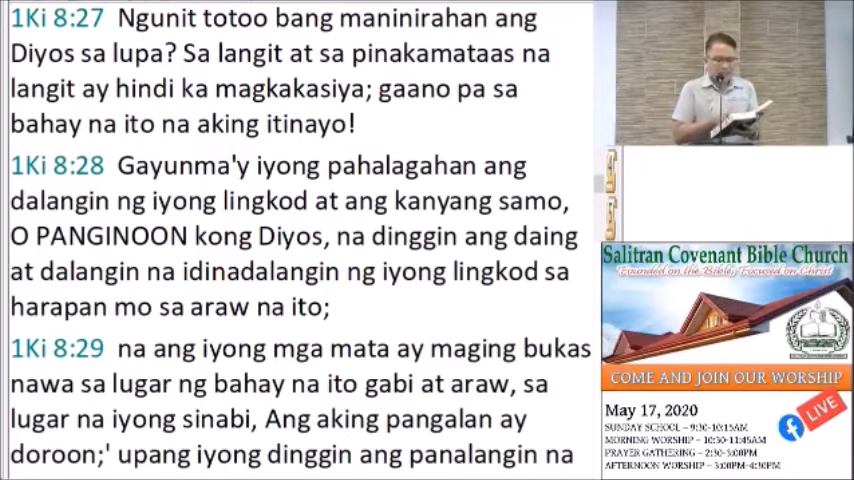 1Ki 8:27 Ngunit totoo bang maninirahan ang
Diyos sa lupa? Sa langit at sa pinakamataas na
langit ay hindi ka magkakasiya; gaano pa sa
bahay na ito na aking itinayo!
1Ki 8:28 Gayunma'y iyong pahalagahan ang
dalangin ng iyong lingkod at ang kanyang samo,
O PANGINOON kong Diyos, na dinggin ang daing
at dalangin na idinadalangin ng iyong lingkod sa
harapan mo sa araw na ito;
1Ki 8:29 na ang iyong mga mata ay maging bukas
nawa sa lugar ng bahay na ito gabi at araw, sa
lugar na iyong sinabi, Ang aking pangalan ay
doroon;' upang iyong dinggin ang panalangin na
Salitran Covenant Bible Church
Founded on the Bible, Focused on Christ
COME AND JOIN OUR WORSHIP
May 17, 2020
LIVE
SUNDAY SCHOOL – 9:30-10:15AM
MORNING WORSHIP – 10:30-11:45AM
PRAYER GATHERING – 2:30-3:00PM
AFTERNOON WORSHIP – 3:00PM-4:30PM